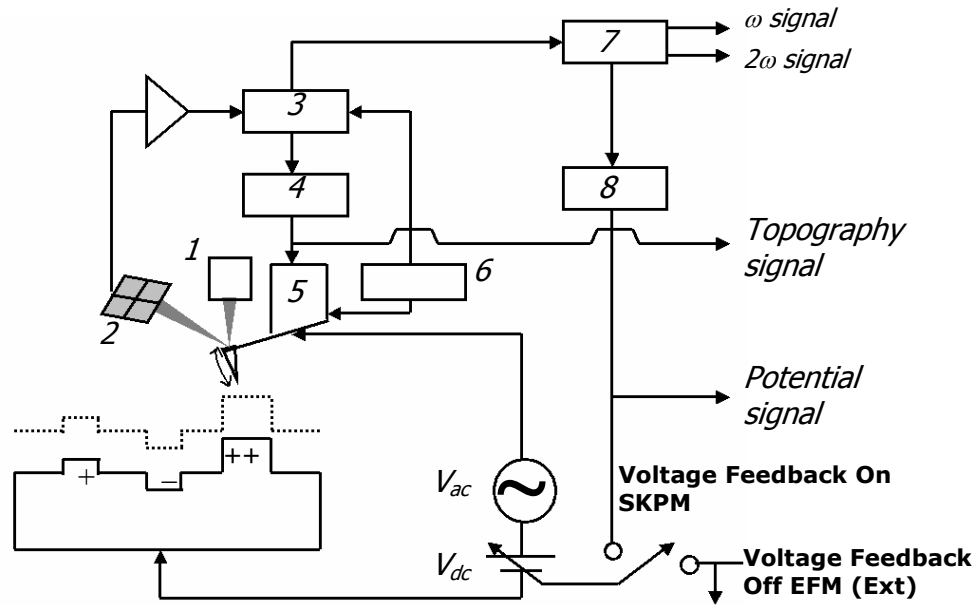 ω signal
7
2ω signal
3
8
4
Topography
signal
1
5
6
2
Potential
signal
+ − ++
Voltage Feedback On
SKPM
V_ac
V_dc
Voltage Feedback
Off EFM (Ext)